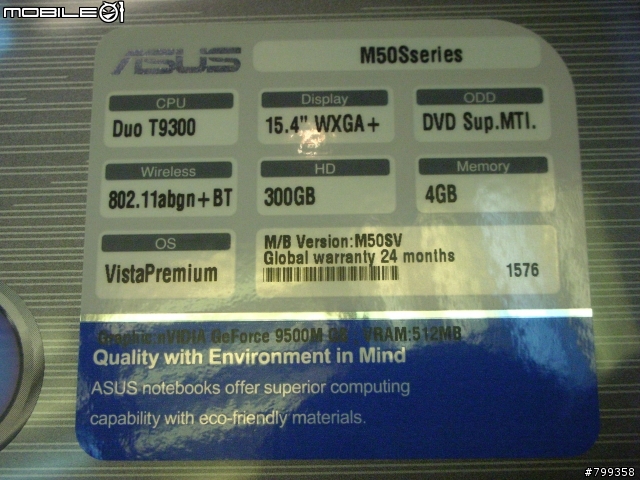 MOBILE01
ASUS
M50Sseries
CPU
Duo T9300
Display
15.4" WXGA+
ODD
DVD Sup.MTI.
Wireless
802.11abgn+BT
HD
300GB
Memory
4GB
OS
VistaPremium
M/B Version:M50SV
Global warranty 24 months
1576
Graphic:nVIDIA GeForce 9500M VRAM:512MB
Quality with Environment in Mind
ASUS notebooks offer superior computing
capability with eco-friendly materials.
#799358